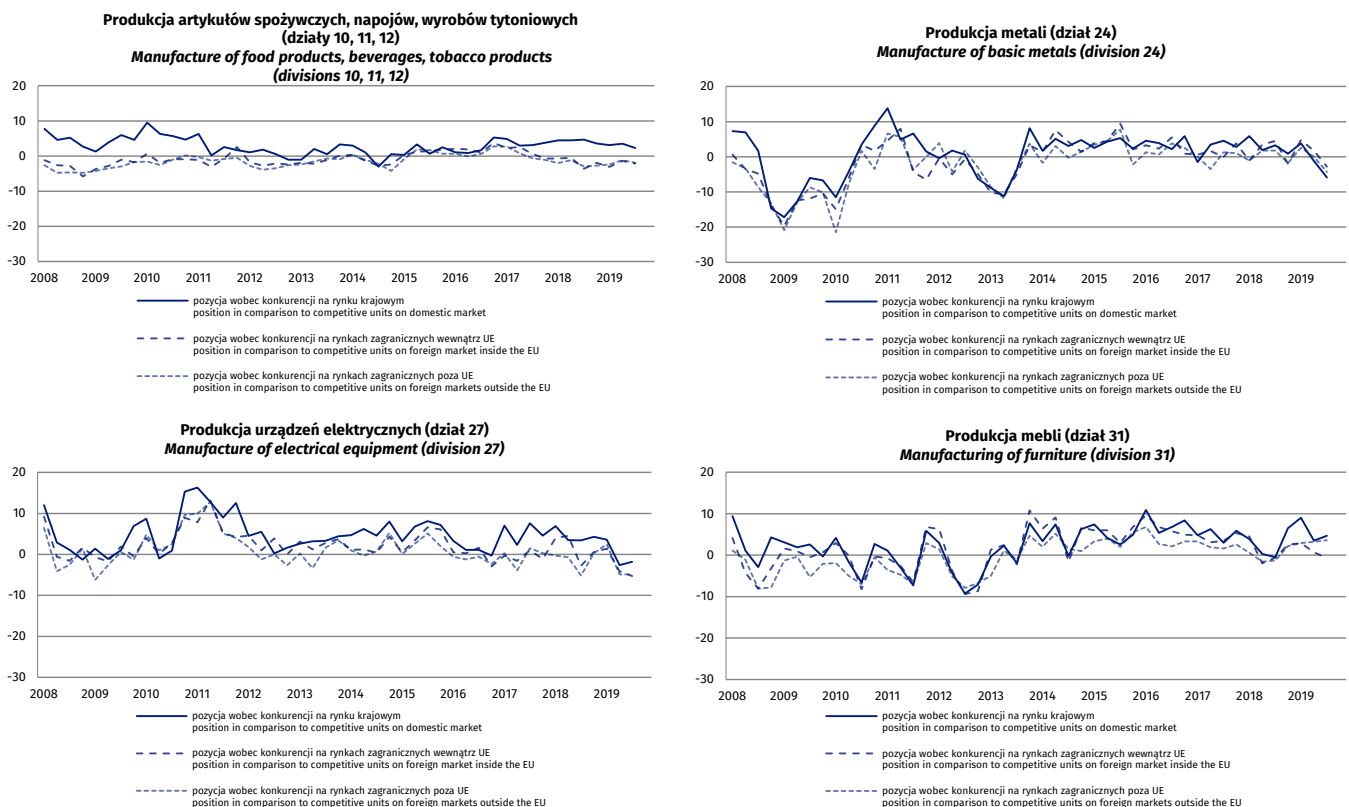 Produkcja artykułów spożywczych, napojów, wyrobów tytoniowych
(działy 10, 11, 12)
Manufacture of food products, beverages, tobacco products
(divisions 10, 11, 12)
20
10
0
-10
-20
-30
2008 2009 2010 2011 2012 2013 2014 2015 2016 2017 2018 2019
pozycja wobec konkurencji na rynku krajowym
position in comparison to competitive units on domestic market
pozycja wobec konkurencji na rynkach zagranicznych wewnątrz UE
position in comparison to competitive units on foreign market inside the EU
pozycja wobec konkurencji na rynkach zagranicznych poza UE
position in comparison to competitive units on foreign markets outside the EU
Produkcja metali (dział 24)
Manufacture of basic metals (division 24)
20
10
0
-10
-20
-30
2008 2009 2010 2011 2012 2013 2014 2015 2016 2017 2018 2019
pozycja wobec konkurencji na rynku krajowym
position in comparison to competitive units on domestic market
pozycja wobec konkurencji na rynkach zagranicznych wewnątrz UE
position in comparison to competitive units on foreign market inside the EU
pozycja wobec konkurencji na rynkach zagranicznych poza UE
position in comparison to competitive units on foreign markets outside the EU
Produkcja urządzeń elektrycznych (dział 27)
Manufacture of electrical equipment (division 27)
20
10
0
-10
-20
-30
2008 2009 2010 2011 2012 2013 2014 2015 2016 2017 2018 2019
pozycja wobec konkurencji na rynku krajowym
position in comparison to competitive units on domestic market
pozycja wobec konkurencji na rynkach zagranicznych wewnątrz UE
position in comparison to competitive units on foreign market inside the EU
pozycja wobec konkurencji na rynkach zagranicznych poza UE
position in comparison to competitive units on foreign markets outside the EU
Produkcja mebli (dział 31)
Manufacturing of furniture (division 31)
20
10
0
-10
-20
-30
2008 2009 2010 2011 2012 2013 2014 2015 2016 2017 2018 2019
pozycja wobec konkurencji na rynku krajowym
position in comparison to competitive units on domestic market
pozycja wobec konkurencji na rynkach zagranicznych wewnątrz UE
position in comparison to competitive units on foreign market inside the EU
pozycja wobec konkurencji na rynkach zagranicznych poza UE
position in comparison to competitive units on foreign markets outside the EU